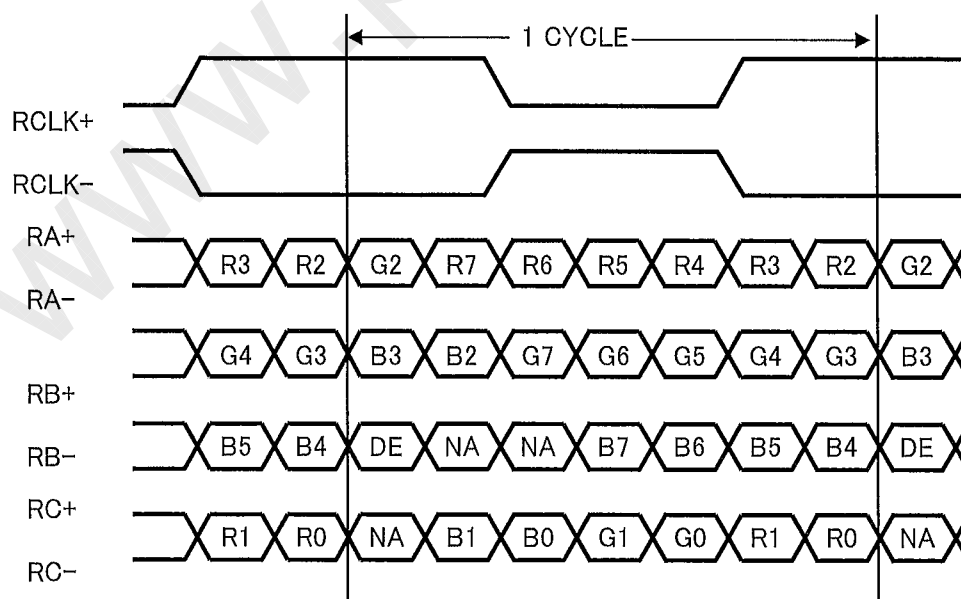 1 CYCLE
RCLK+
RCLK-
RA+
R3 R2 G2 R7 R6 R5 R4 R3 R2 G2
RA-
G4 G3 B3 B2 G7 G6 G5 G4 G3 B3
RB+
RB-
B5 B4 DE NA NA B7 B6 B5 B4 DE
RC+
R1 R0 NA B1 B0 G1 G0 R1 R0 NA
RC-